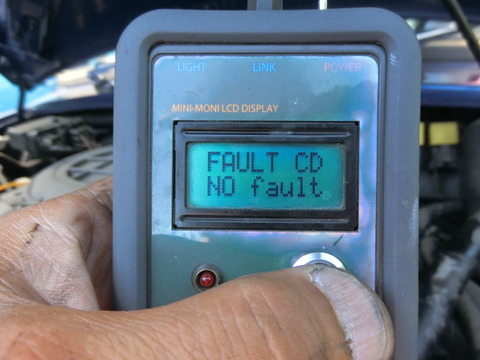 LIGHT LINK POWER
MINI-MONI LCD DISPLAY
FAULT CD
NO fault